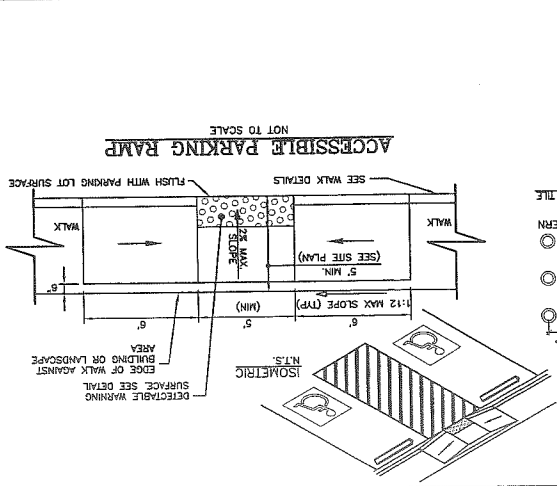 ISOMETRIC
N.T.S.
DETECTABLE WARNING
SURFACE, SEE DETAIL
EDGE OF WALK AGAINST
BUILDING OR LANDSCAPE
AREA
6'
5'
(MIN)
6'
1:12 MAX SLOPE (TYP)
6"
5' MIN.
(SEE SITE PLAN)
2% MAX.
SLOPE
WALK
WALK
SEE WALK DETAILS
FLUSH WITH PARKING LOT SURFACE
ACCESSIBLE PARKING RAMP
NOT TO SCALE
ERN
TILE